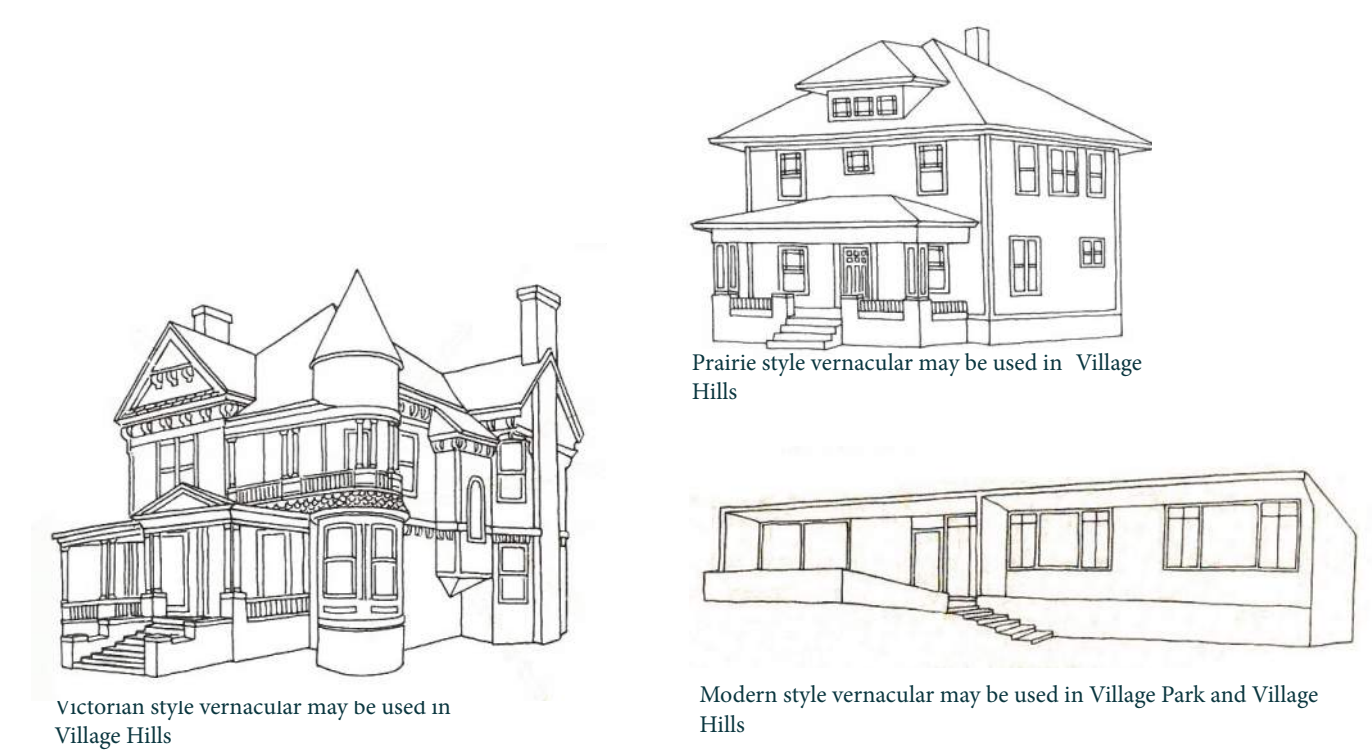 Prairie style vernacular may be used in Village
Hills
Victorian style vernacular may be used in
Village Hills
Modern style vernacular may be used in Village Park and Village
Hills